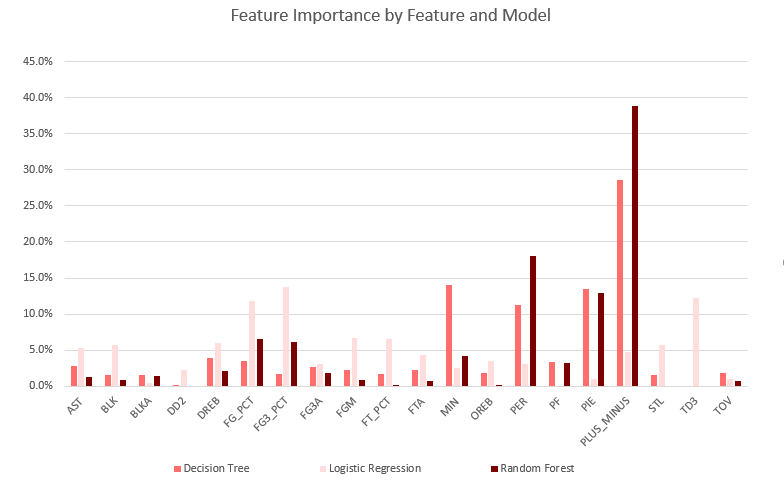 Feature Importance by Feature and Model
45.0%
40.0%
35.0%
30.0%
25.0%
20.0%
15.0%
10.0%
5.0%
0.0%
AST
BLK
BLKA
DD2
DREB
FG_PCT
FG3_PCT
FG3A
FGM
FT_PCT
FTA
MIN
OREB
PER
PF
PIE
PLUS_MINUS
STL
TD3
TOV
Decision Tree
Logistic Regression
Random Forest